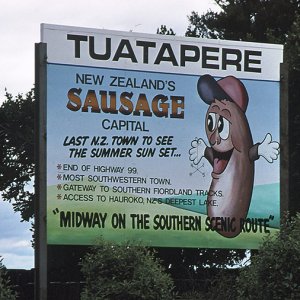 TUATAPERE
NEW ZEALAND'S
SAUSAGE
CAPITAL
LAST N.Z. TOWN TO SEE
THE SUMMER SUN SET...
*END OF HIGHWAY 99.
*MOST SOUTHWESTERN TOWN.
*GATEWAY TO SOUTHERN FIORDLAND TRACKS.
*ACCESS TO HAUROKO, NZ'S DEEPEST LAKE.
"MIDWAY ON THE SOUTHERN SCENIC ROUTE"